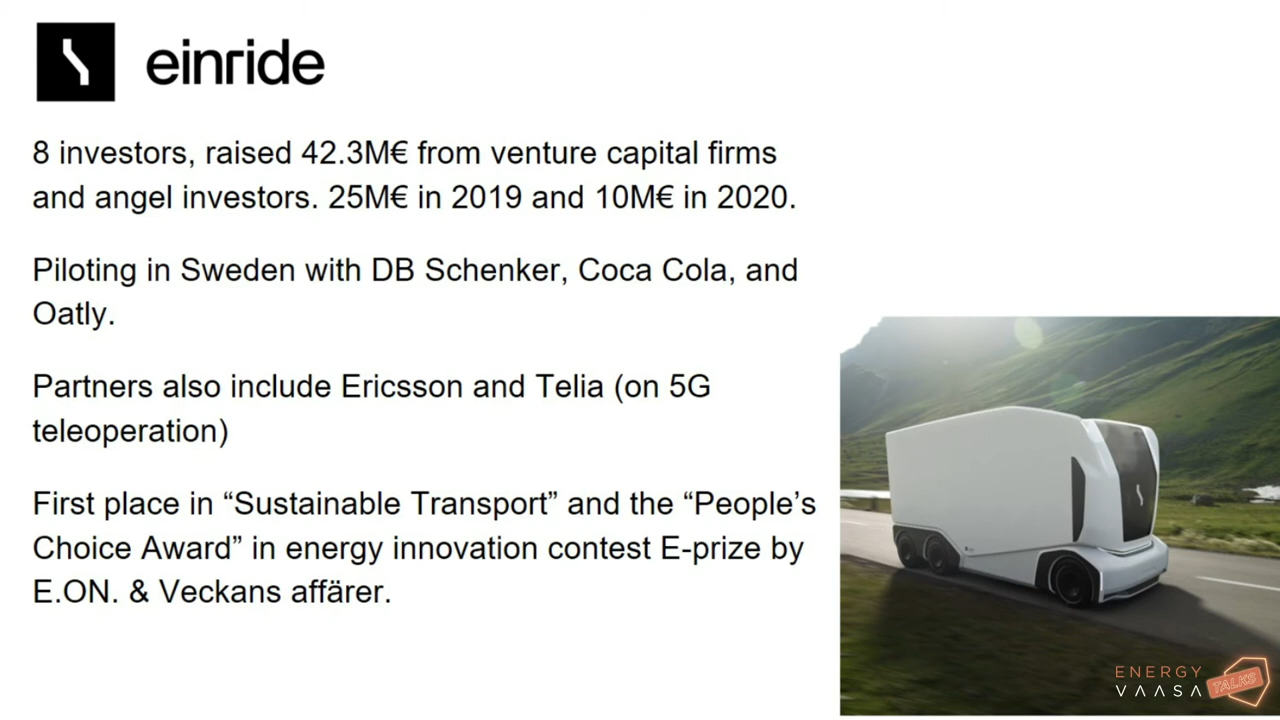 einride
8 investors, raised 42.3M€ from venture capital firms
and angel investors. 25M€ in 2019 and 10M€ in 2020.
Piloting in Sweden with DB Schenker, Coca Cola, and
Oatly.
Partners also include Ericsson and Telia (on 5G
teleoperation)
First place in “Sustainable Transport” and the “People’s
Choice Award” in energy innovation contest E-prize by
E.ON. & Veckans affärer.
ENERGY
VAASA TALKS